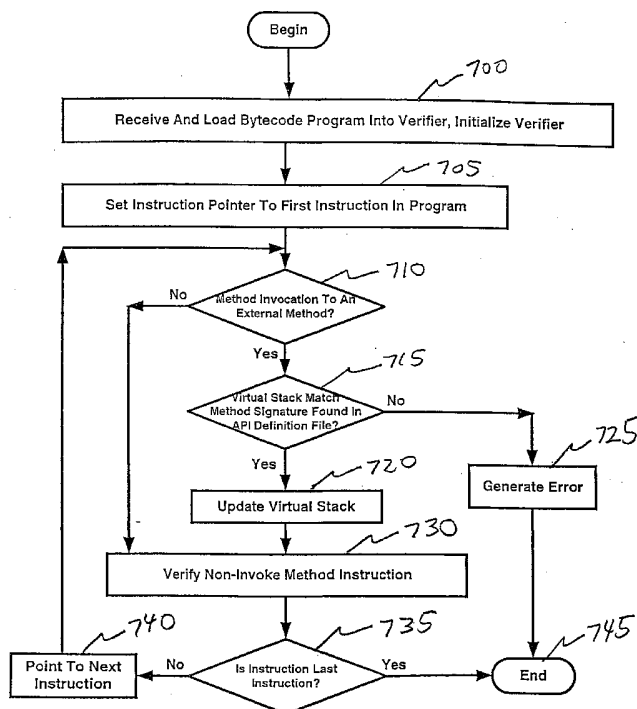 Begin
700
Receive And Load Bytecode Program Into Verifier, Initialize Verifier
705
Set Instruction Pointer To First Instruction In Program
710
No
Method Invocation To An
External Method?
Yes
715
Virtual Stack Match
Method Signature Found In
API Definition File?
No
725
Yes
720
Generate Error
Update Virtual Stack
730
Verify Non-Invoke Method Instruction
740
735
745
Point To Next
Instruction
No
Is Instruction Last
Instruction?
Yes
End